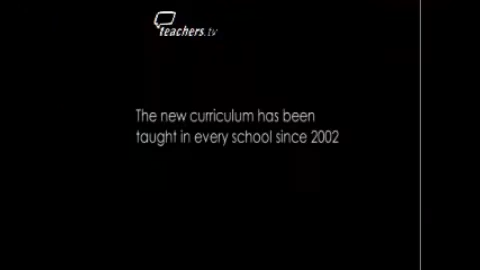 teachers.tv
The new curriculum has been
taught in every school since 2002